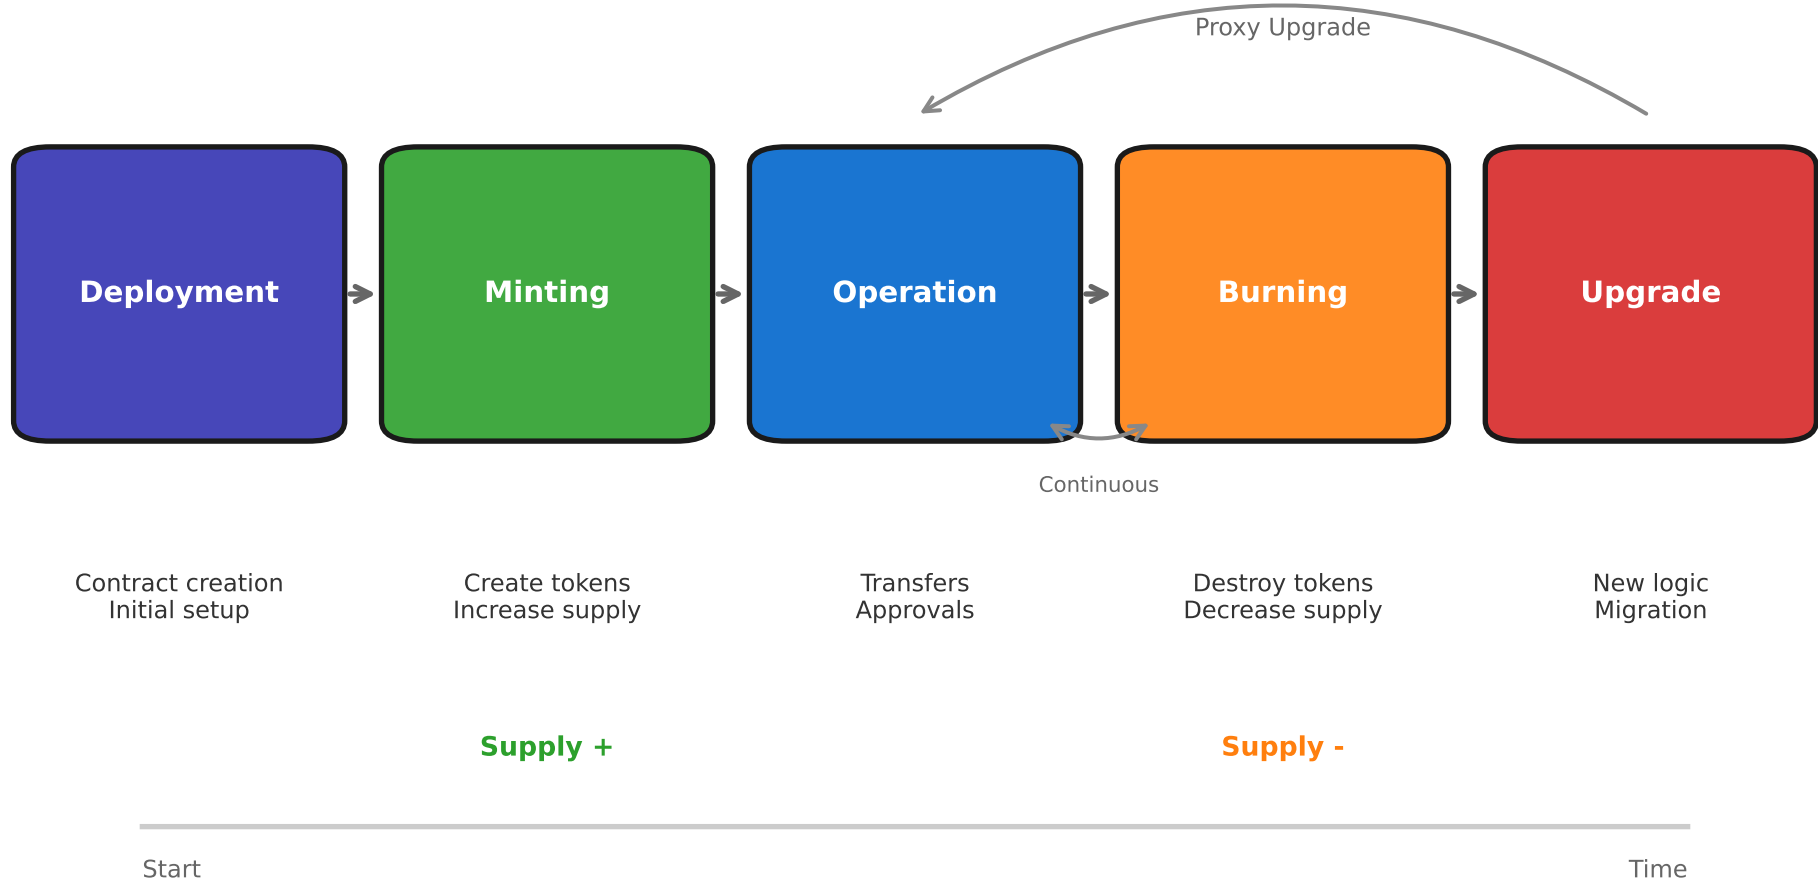 Proxy Upgrade
Deployment
Minting
Operation
Burning
Upgrade
Continuous
Contract creation
Initial setup
Create tokens
Increase supply
Transfers
Approvals
Destroy tokens
Decrease supply
New logic
Migration
Supply +
Supply -
Start
Time